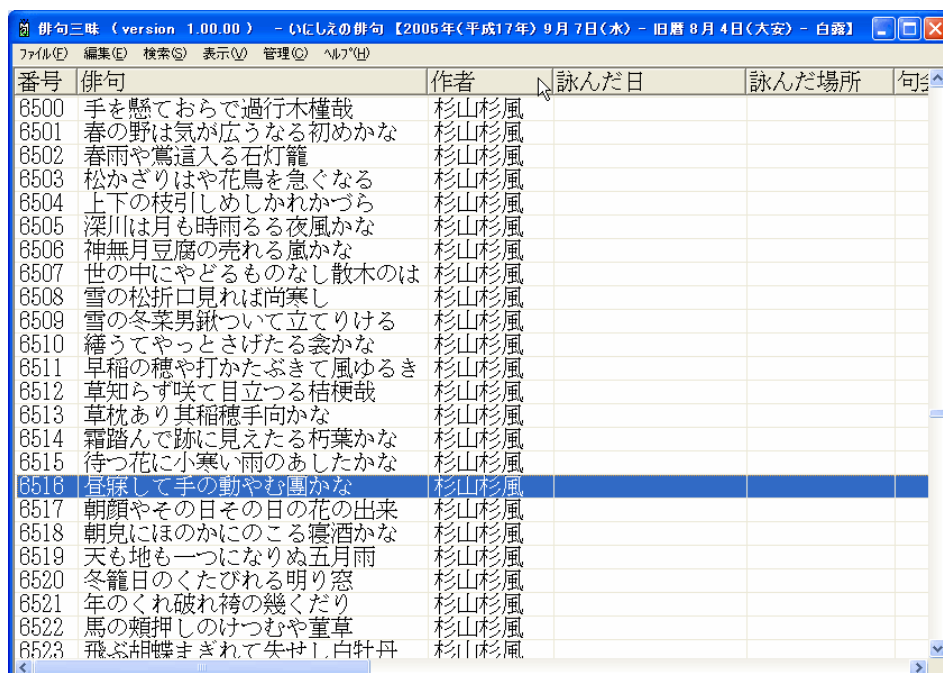 俳句三昧 （version 1.00.00） －いにしえの俳句【2005年(平成17年) 9月 7日(水) － 旧暦 8月 4日(大安) － 白露】
ファイル(F) 編集(E) 検索(S) 表示(V) 管理(C) ヘルプ(H)
番号 俳句 作者 詠んだ日 詠んだ場所 句会
6500 手を懸ておらで過行木槿哉 杉山杉風
6501 春の野は気が広うなる初めかな 杉山杉風
6502 春雨や鴬這入る石灯籠 杉山杉風
6503 松かざりはや花鳥を急ぐなる 杉山杉風
6504 上下の枝引しめしかれかづら 杉山杉風
6505 深川は月も時雨るる夜風かな 杉山杉風
6506 神無月豆腐の売れる嵐かな 杉山杉風
6507 世の中にやどるものなし散木のは 杉山杉風
6508 雪の松折口見れば尚寒し 杉山杉風
6509 雪の冬菜男鍬ついて立てりける 杉山杉風
6510 繕うてやっとさげたる衾かな 杉山杉風
6511 早稲の穂や打かたぶきて風ゆるき 杉山杉風
6512 草知らず咲て目立つる桔梗哉 杉山杉風
6513 草枕あり其稲穂手向かな 杉山杉風
6514 霜踏んで跡に見えたる朽葉かな 杉山杉風
6515 待つ花に小寒い雨のあしたかな 杉山杉風
6516 昼寐して手の動やむ團かな 杉山杉風
6517 朝顔やその日その日の花の出来 杉山杉風
6518 朝皃にほのかにのこる寝酒かな 杉山杉風
6519 天も地も一つになりぬ五月雨 杉山杉風
6520 冬籠日のくたびれる明り窓 杉山杉風
6521 年のくれ破れ袴の幾くだり 杉山杉風
6522 馬の頬押しのけつむや菫草 杉山杉風
6523 飛ぶ胡蝶まぎれて失せし白牡丹 杉山杉風